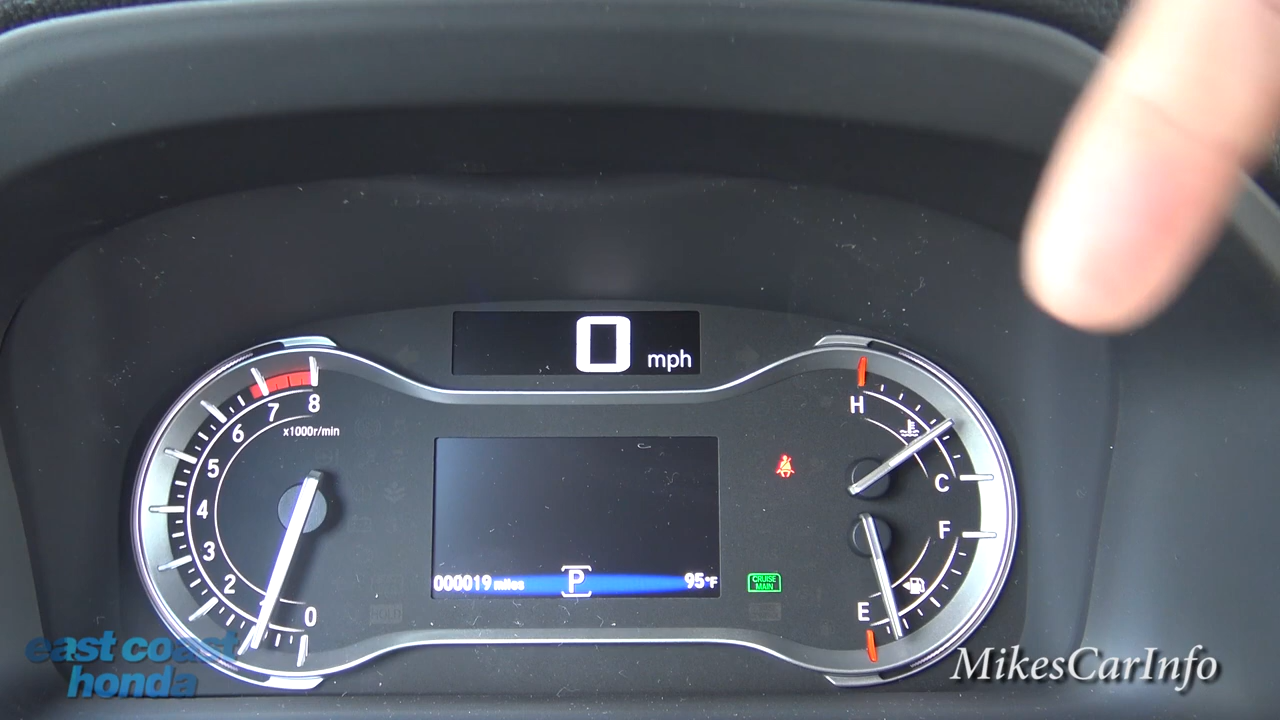 0 mph
8
7
6
x1000r/min
5
4
3
2
0
000019 miles P 95°F
CRUISE
MAIN
H
C
F
E
east coast
honda
MikesCarInfo